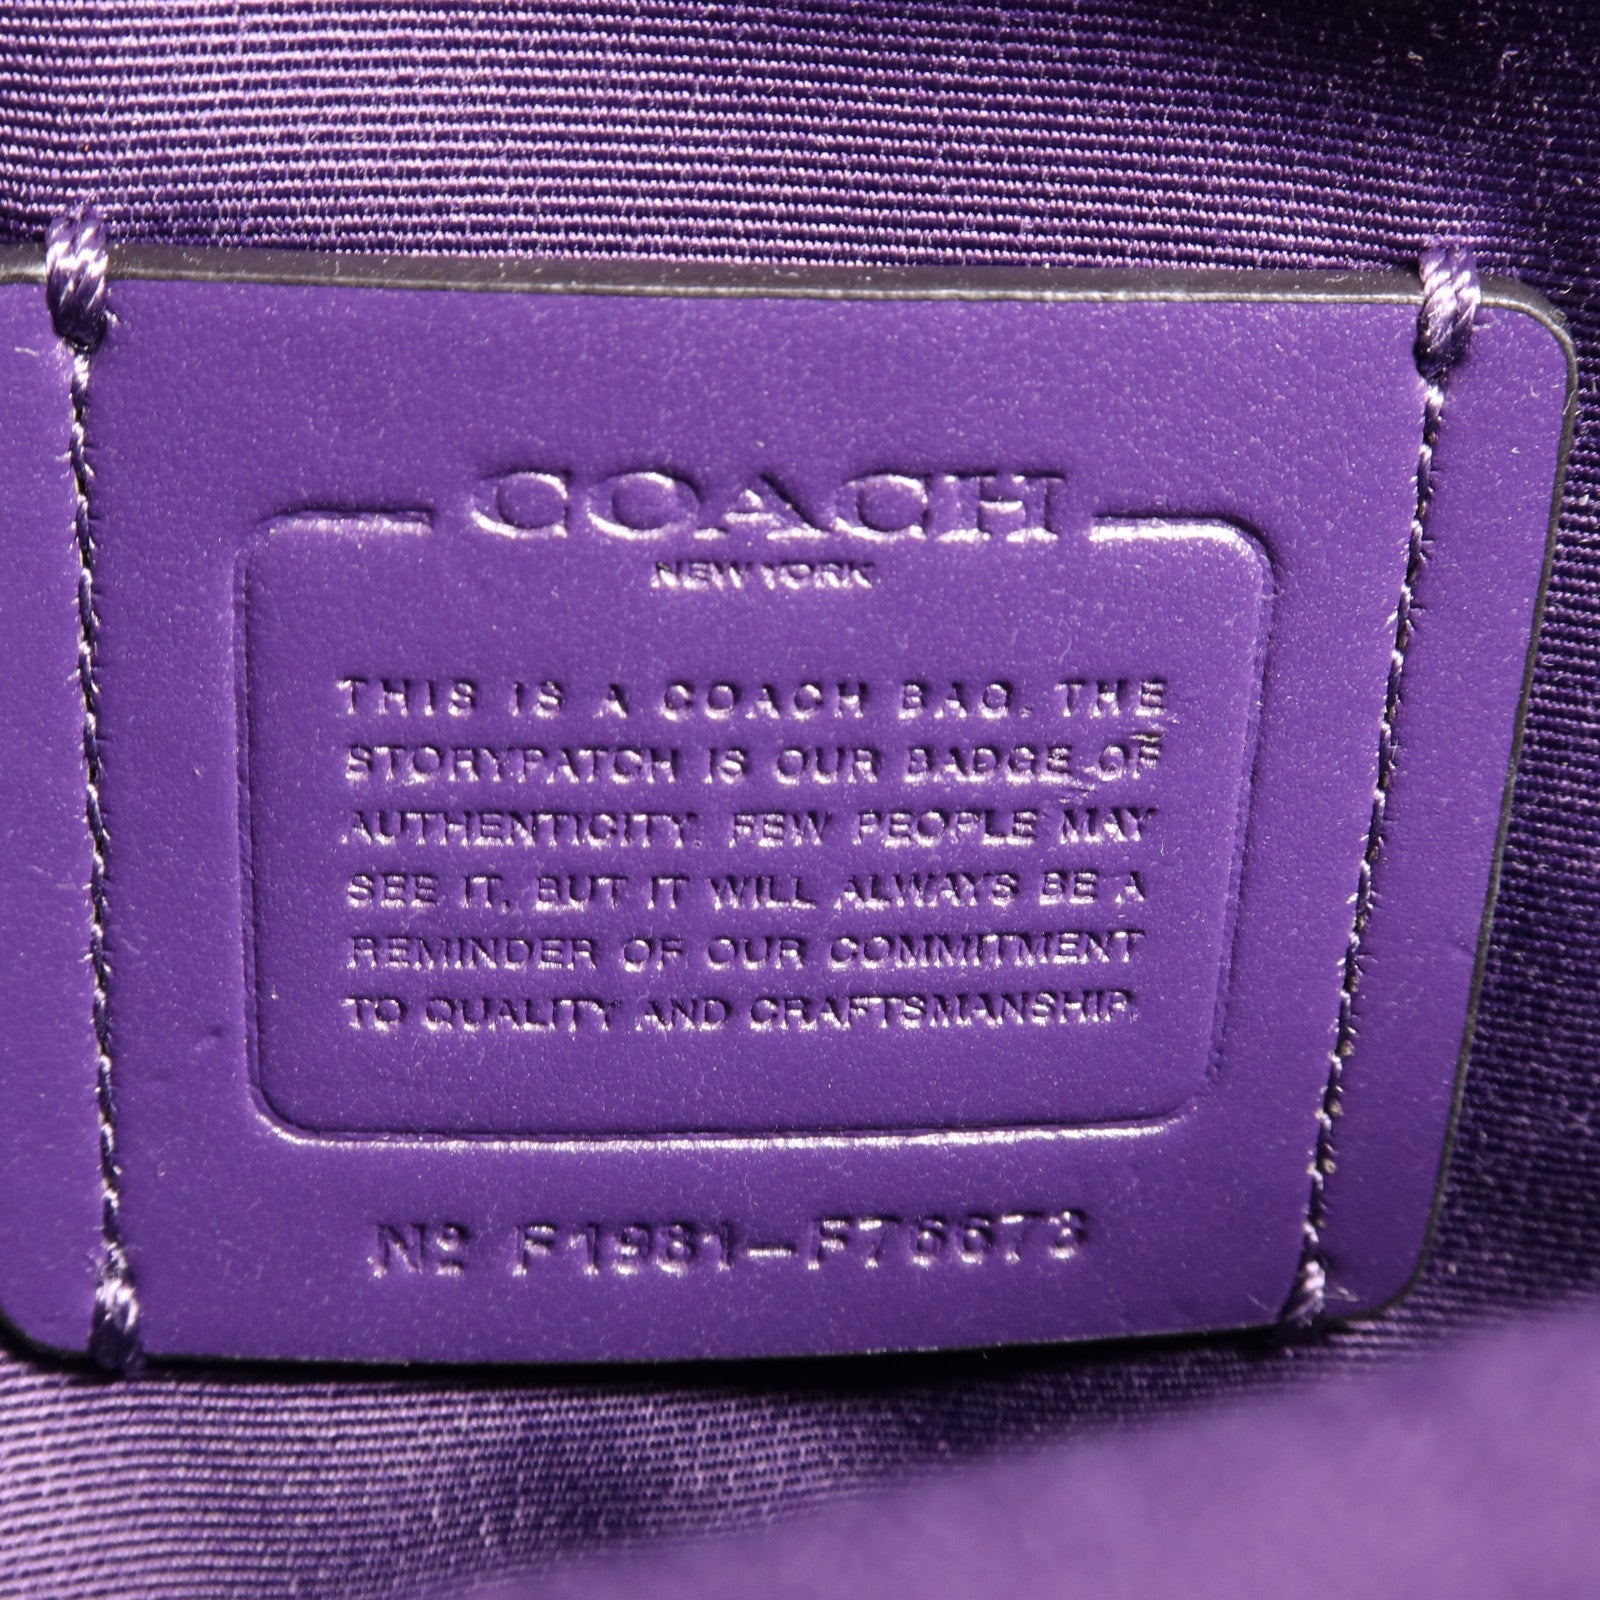 COACH
NEW YORK
THIS IS A COACH BAG. THE
STORYPATCH IS OUR BADGE OF
AUTHENTICITY. FEW PEOPLE MAY
SEE IT, BUT IT WILL ALWAYS BE A
REMINDER OF OUR COMMITMENT
TO QUALITY AND CRAFTSMANSHIP.
Nº F1981-F76673